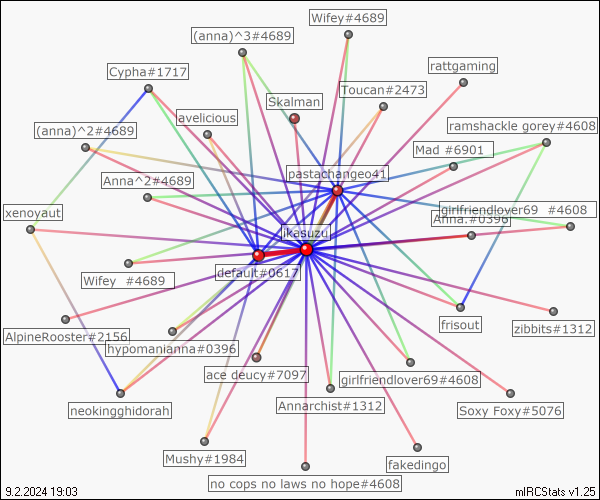 Wifey#4689
(anna)^3#4689
rattgaming
Cypha#1717
Toucan#2473
Skalman
avelicious
ramshackle gorey#8#4608
(anna)^2#4689
Mad  #6901
pastachangeo41
Anna^2#4689
xenoyaut
girlfriendlover69  #4608
Anna.#0396
jkasuzu
default#0617
Wifey  #4689
frisout
zibbits#1312
AlpineRooster#2156
hypomanianna#0396
ace deucy#7097
girlfriendlover69#4608
Annarchist#1312
neokingghidorah
Soxy Foxy#5076
Mushy#1984
fakedingo
no cops no laws no hope#4608
9.2.2024 19:03
mIRCStats v1.25